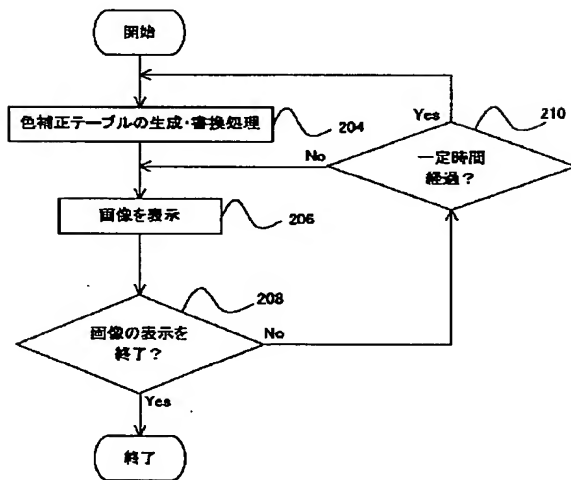 開始
色補正テーブルの生成・書換処理
204
Yes
210
No
一定時間
経過?
画像を表示
206
208
画像の表示を
終了?
No
Yes
終了